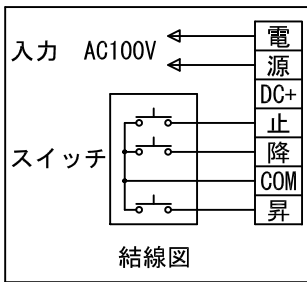 入力 AC100V
電
源
DC+
止
スイッチ
降
COM
昇
結線図